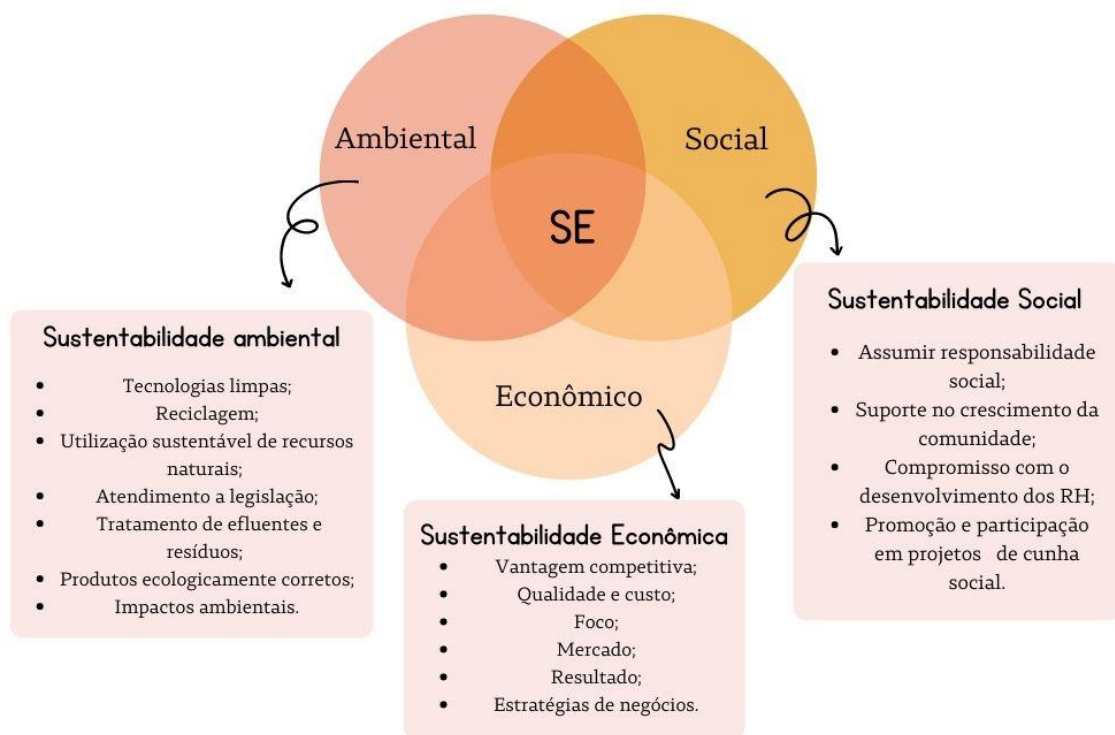 Ambiental
Social
SE
Econômico
Sustentabilidade ambiental
• Tecnologias limpas;
• Reciclagem;
• Utilização sustentável de recursos
naturais;
• Atendimento a legislação;
• Tratamento de efluentes e
resíduos;
• Produtos ecologicamente corretos;
• Impactos ambientais.
Sustentabilidade Econômica
• Vantagem competitiva;
• Qualidade e custo;
• Foco;
• Mercado;
• Resultado;
• Estratégias de negócios.
Sustentabilidade Social
• Assumir responsabilidade
social;
• Suporte no crescimento da
comunidade;
• Compromisso com o
desenvolvimento dos RH;
• Promoção e participação
em projetos de cunha
social.